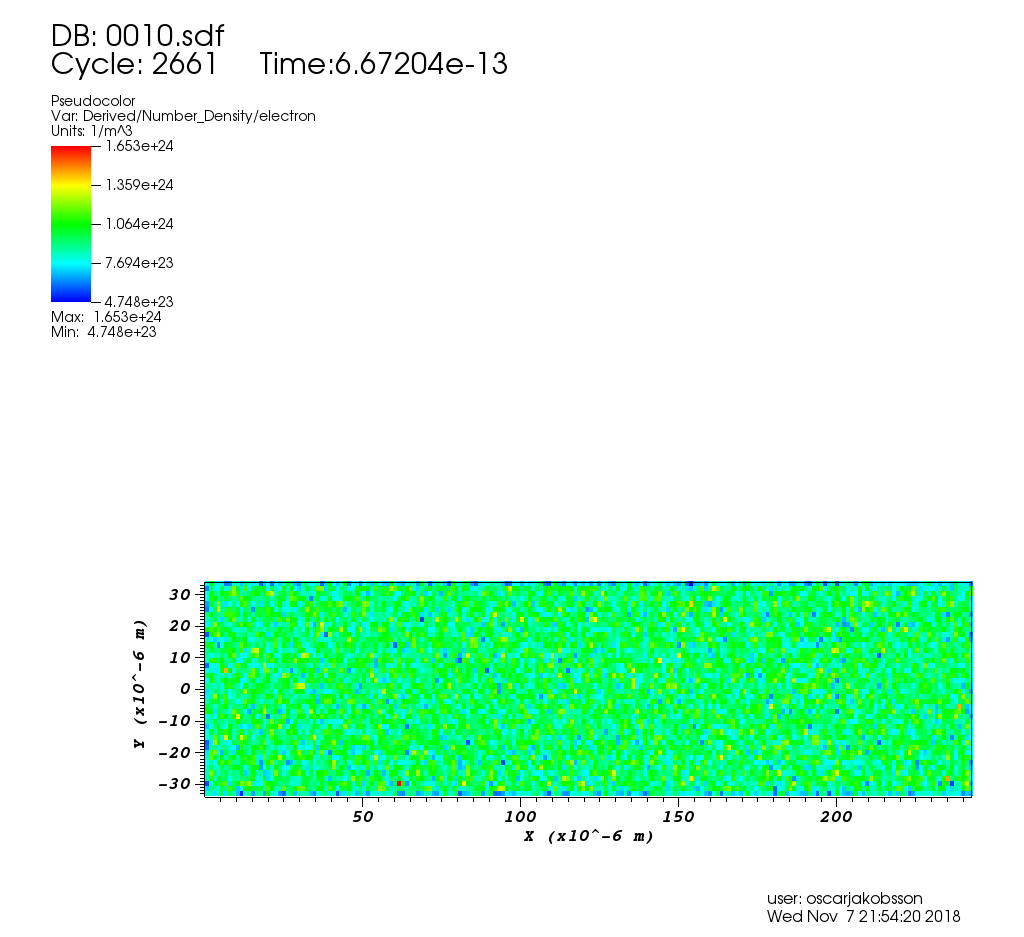 DB: 0010.sdf
Cycle: 2661 Time:6.67204e-13
Pseudocolor
Var: Derived/Number_Density/electron
Units: 1/m^3
1.653e+24
1.359e+24
1.064e+24
7.694e+23
4.748e+23
Max: 1.653e+24
Min: 4.748e+23
30
20
10
0
-10
-20
-30
Y (x10^-6 m)
50 100 150 200
X (x10^-6 m)
user: oscarjakobsson
Wed Nov 7 21:54:20 2018